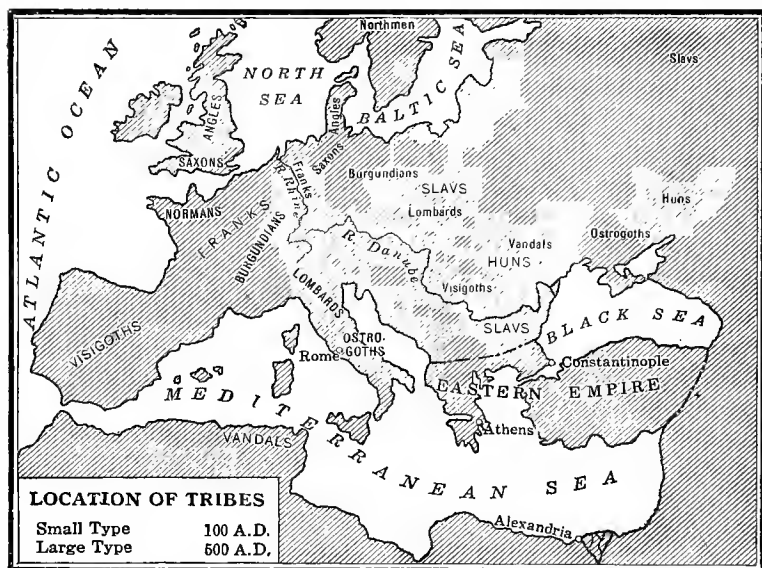 Northmen
Slavs
ATLANTIC OCEAN
NORTH
SEA
BALTIC SEA
ANGLES
Angles
SAXONS
Saxons
Franks
R. Rhine
Burgundians
SLAVS
Lombards
Huns
Ostrogoths
NORMANS
FRANKS
BURGUNDIANS
R. Danube
Vandals
HUNS
Visigoths
LOMBARDS
SLAVS
BLACK SEA
VISIGOTHS
Rome
OSTRO-
GOTHS
Constantinople
EASTERN EMPIRE
MEDITERRANEAN SEA
Athens
VANDALS
Alexandria
LOCATION OF TRIBES
Small Type 100 A.D.
Large Type 500 A.D.